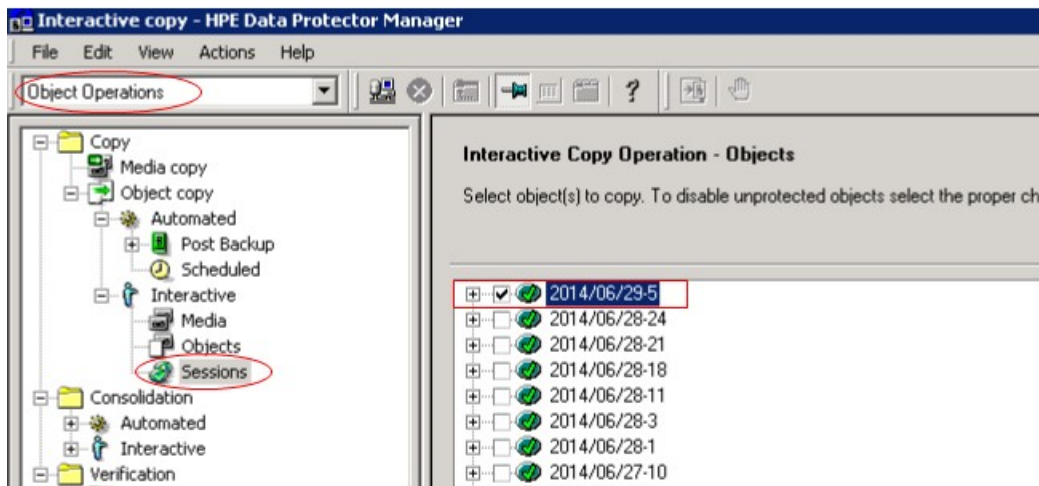 Interactive copy - HPE Data Protector Manager
File Edit View Actions Help
Object Operations
Copy
Media copy
Object copy
Automated
Post Backup
Scheduled
Interactive
Media
Objects
Sessions
Consolidation
Automated
Interactive
Verification
Interactive Copy Operation - Objects
Select object(s) to copy. To disable unprotected objects select the proper ch
2014/06/29-5
2014/06/28-24
2014/06/28-21
2014/06/28-18
2014/06/28-11
2014/06/28-3
2014/06/28-1
2014/06/27-10